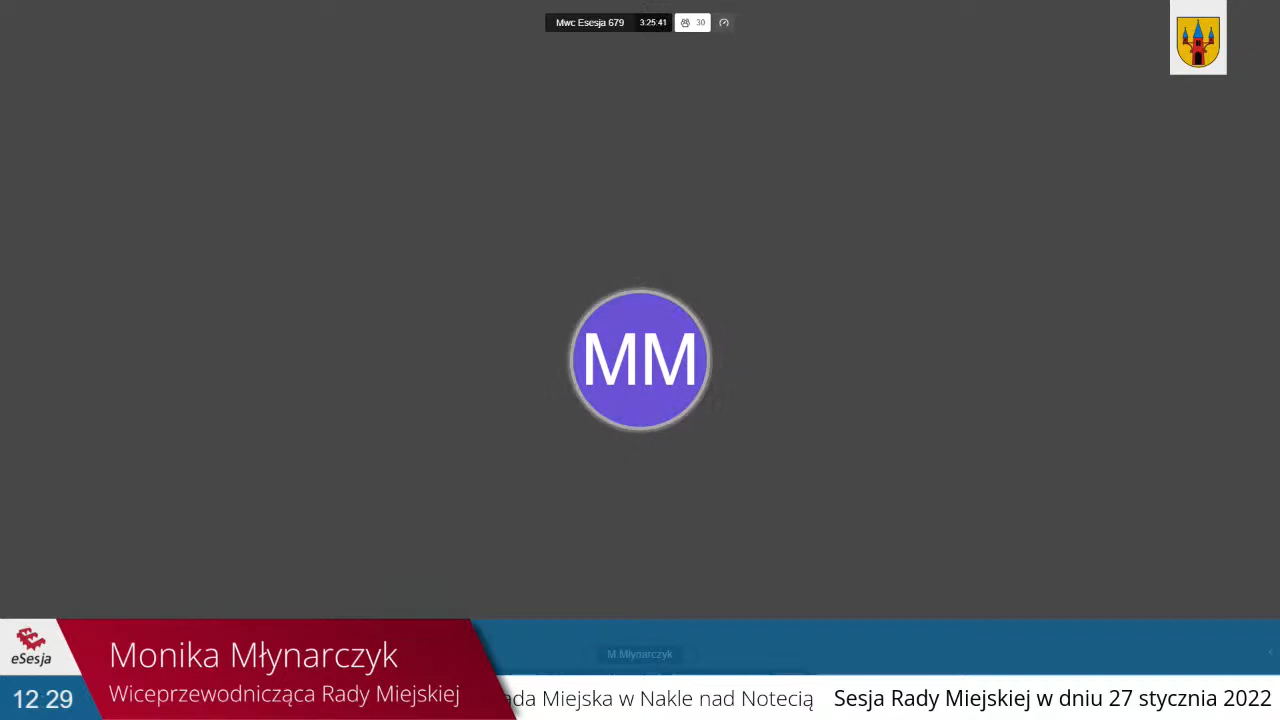 Mwc Esesja 679 3:25:41 30
MM
M.Młynarczyk
eSesja
Monika Młynarczyk
Wiceprzewodnicząca Rady Miejskiej
12:29
Miejska w Nakle nad Notecią Sesja Rady Miejskiej w dniu 27 stycznia 2022